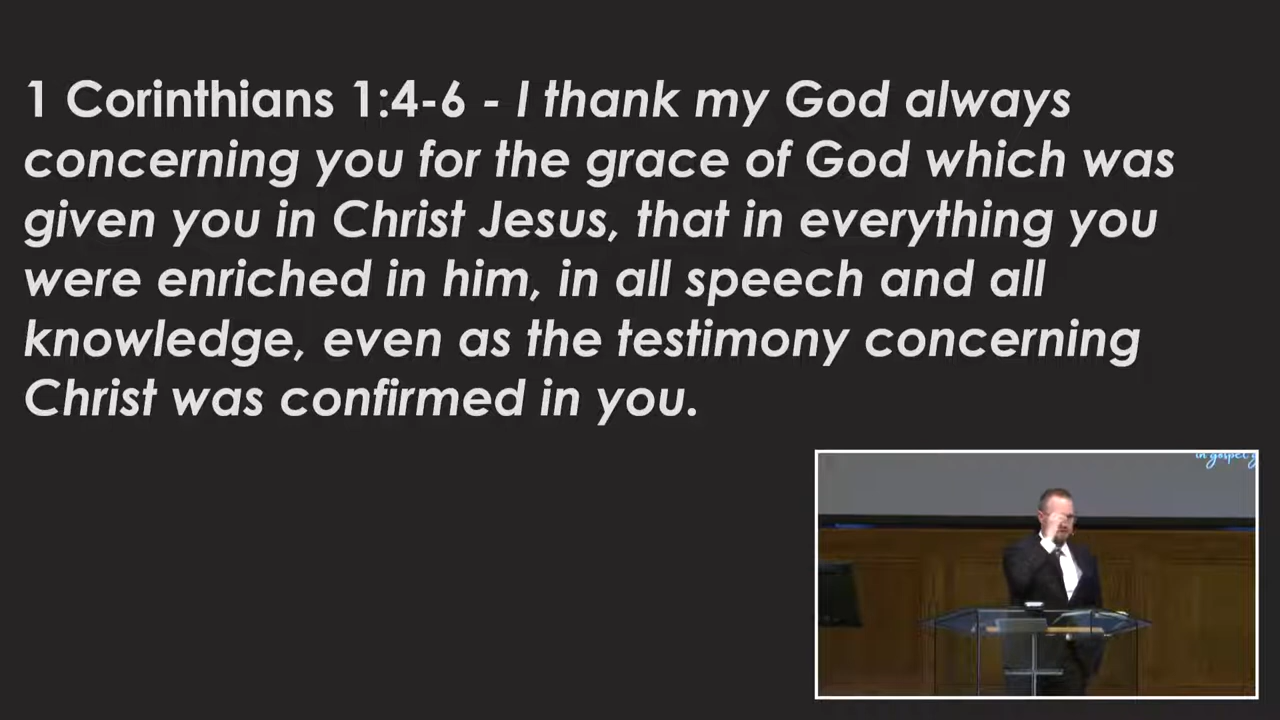 1 Corinthians 1:4-6 - I thank my God always
concerning you for the grace of God which was
given you in Christ Jesus, that in everything you
were enriched in him, in all speech and all
knowledge, even as the testimony concerning
Christ was confirmed in you.
in gospel